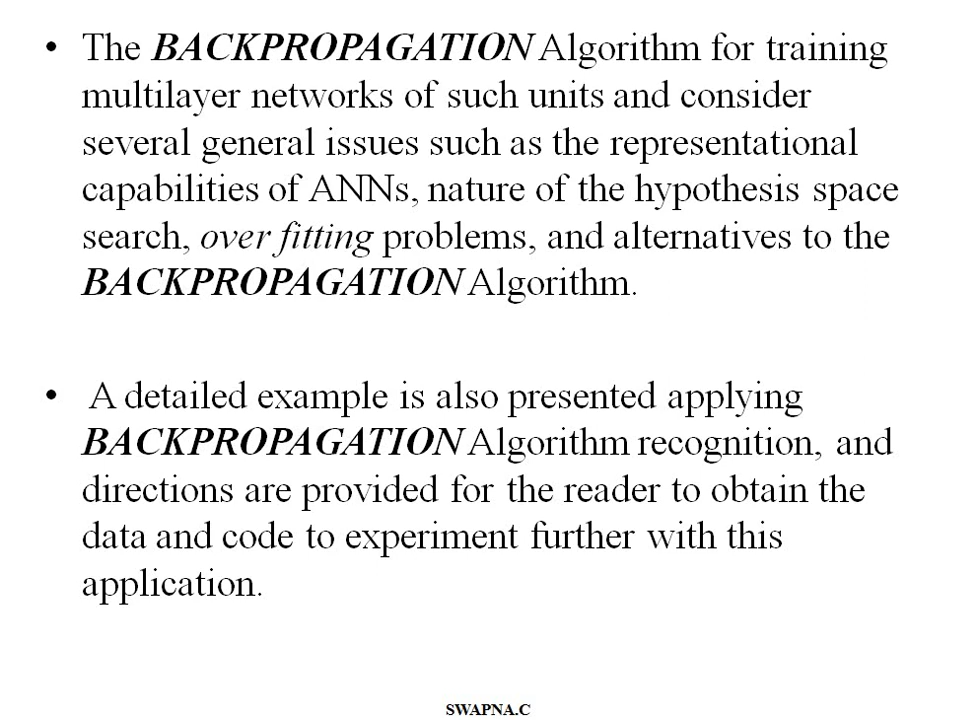 • The BACKPROPAGATION Algorithm for training
multilayer networks of such units and consider
several general issues such as the representational
capabilities of ANNs, nature of the hypothesis space
search, over fitting problems, and alternatives to the
BACKPROPAGATION Algorithm.
• A detailed example is also presented applying
BACKPROPAGATION Algorithm recognition, and
directions are provided for the reader to obtain the
data and code to experiment further with this
application.
SWAPNA.C